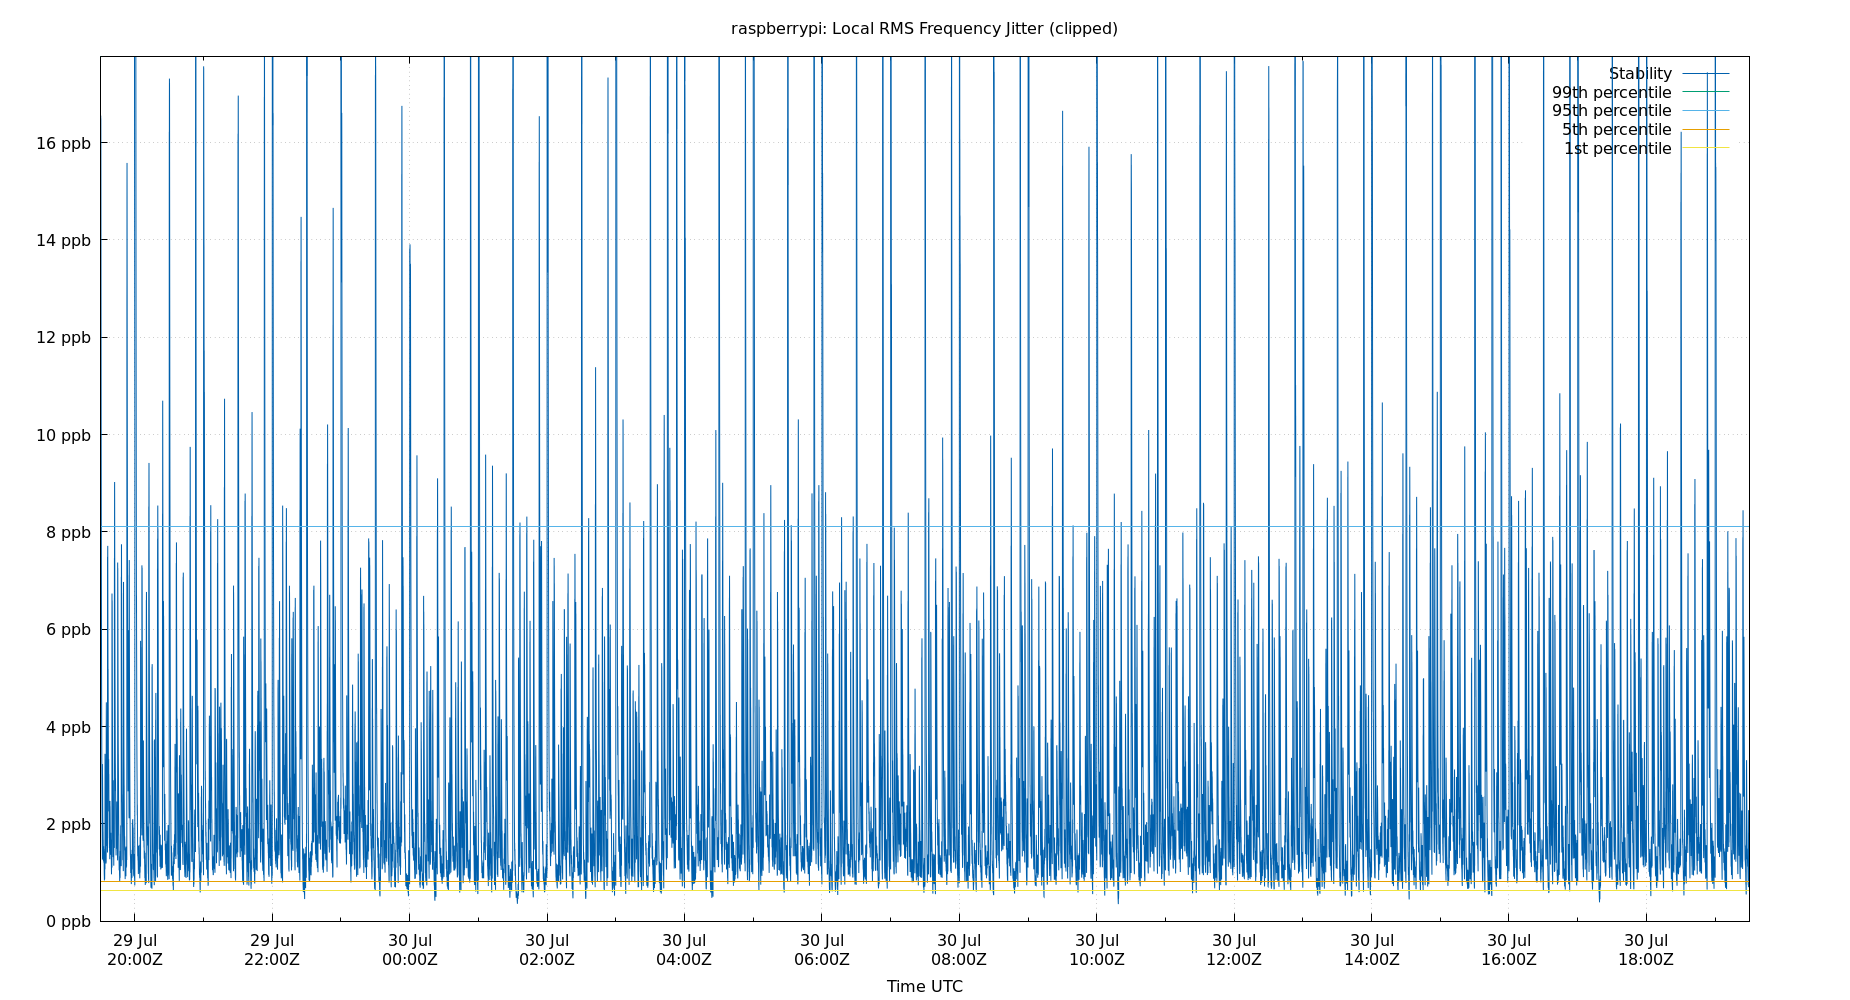 raspberrypi: Local RMS Frequency Jitter (clipped)
Stability
99th percentile
95th percentile
5th percentile
1st percentile
16 ppb
14 ppb
12 ppb
10 ppb
8 ppb
6 ppb
4 ppb
2 ppb
0 ppb
29 Jul 29 Jul 30 Jul 30 Jul 30 Jul 30 Jul 30 Jul 30 Jul 30 Jul 30 Jul 30 Jul 30 Jul
20:00Z 22:00Z 00:00Z 02:00Z 04:00Z 06:00Z 08:00Z 10:00Z 12:00Z 14:00Z 16:00Z 18:00Z
Time UTC